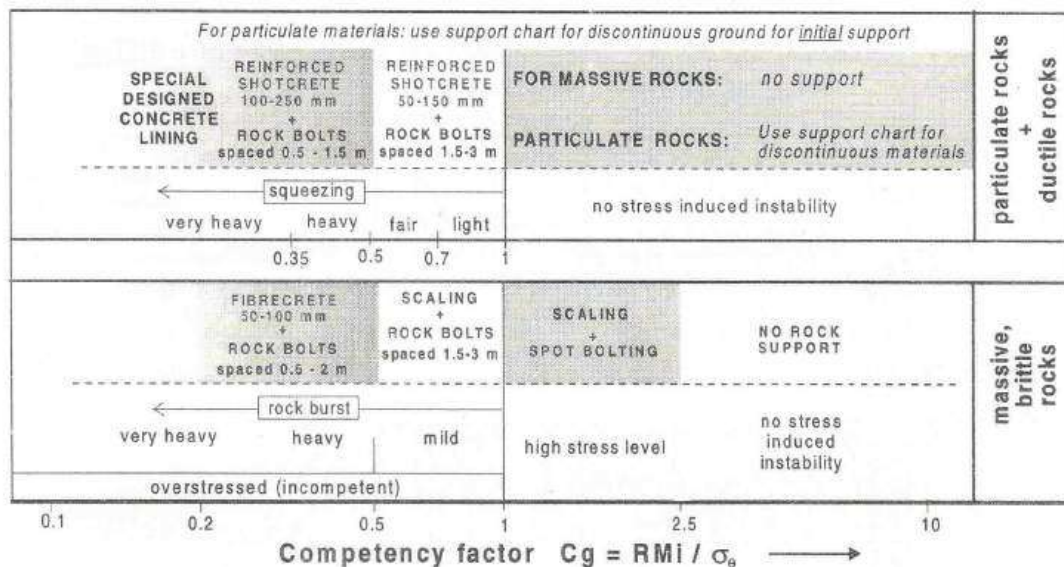 For particulate materials: use support chart for discontinuous ground for initial support
SPECIAL
DESIGNED
CONCRETE
LINING
REINFORCED
SHOTCRETE
100-250 mm
+
ROCK BOLTS
spaced 0.5 - 1.5 m
REINFORCED
SHOTCRETE
50-150 mm
+
ROCK BOLTS
spaced 1.5-3 m
FOR MASSIVE ROCKS: no support
PARTICULATE ROCKS: Use support chart for
discontinuous materials
squeezing
very heavy heavy fair light
no stress induced instability
0.35 0.5 0.7 1
particulate rocks
+
ductile rocks
FIBRECRETE
50-100 mm
+
ROCK BOLTS
spaced 0.5 - 2 m
SCALING
+
ROCK BOLTS
spaced 1.5-3 m
SCALING
+
SPOT BOLTING
NO ROCK
SUPPORT
rock burst
very heavy heavy mild
high stress level
no stress
induced
instability
overstressed (incompetent)
massive,
brittle
rocks
0.1 0.2 0.5 1 2.5 10
Competency factor Cg = RMi / σθ